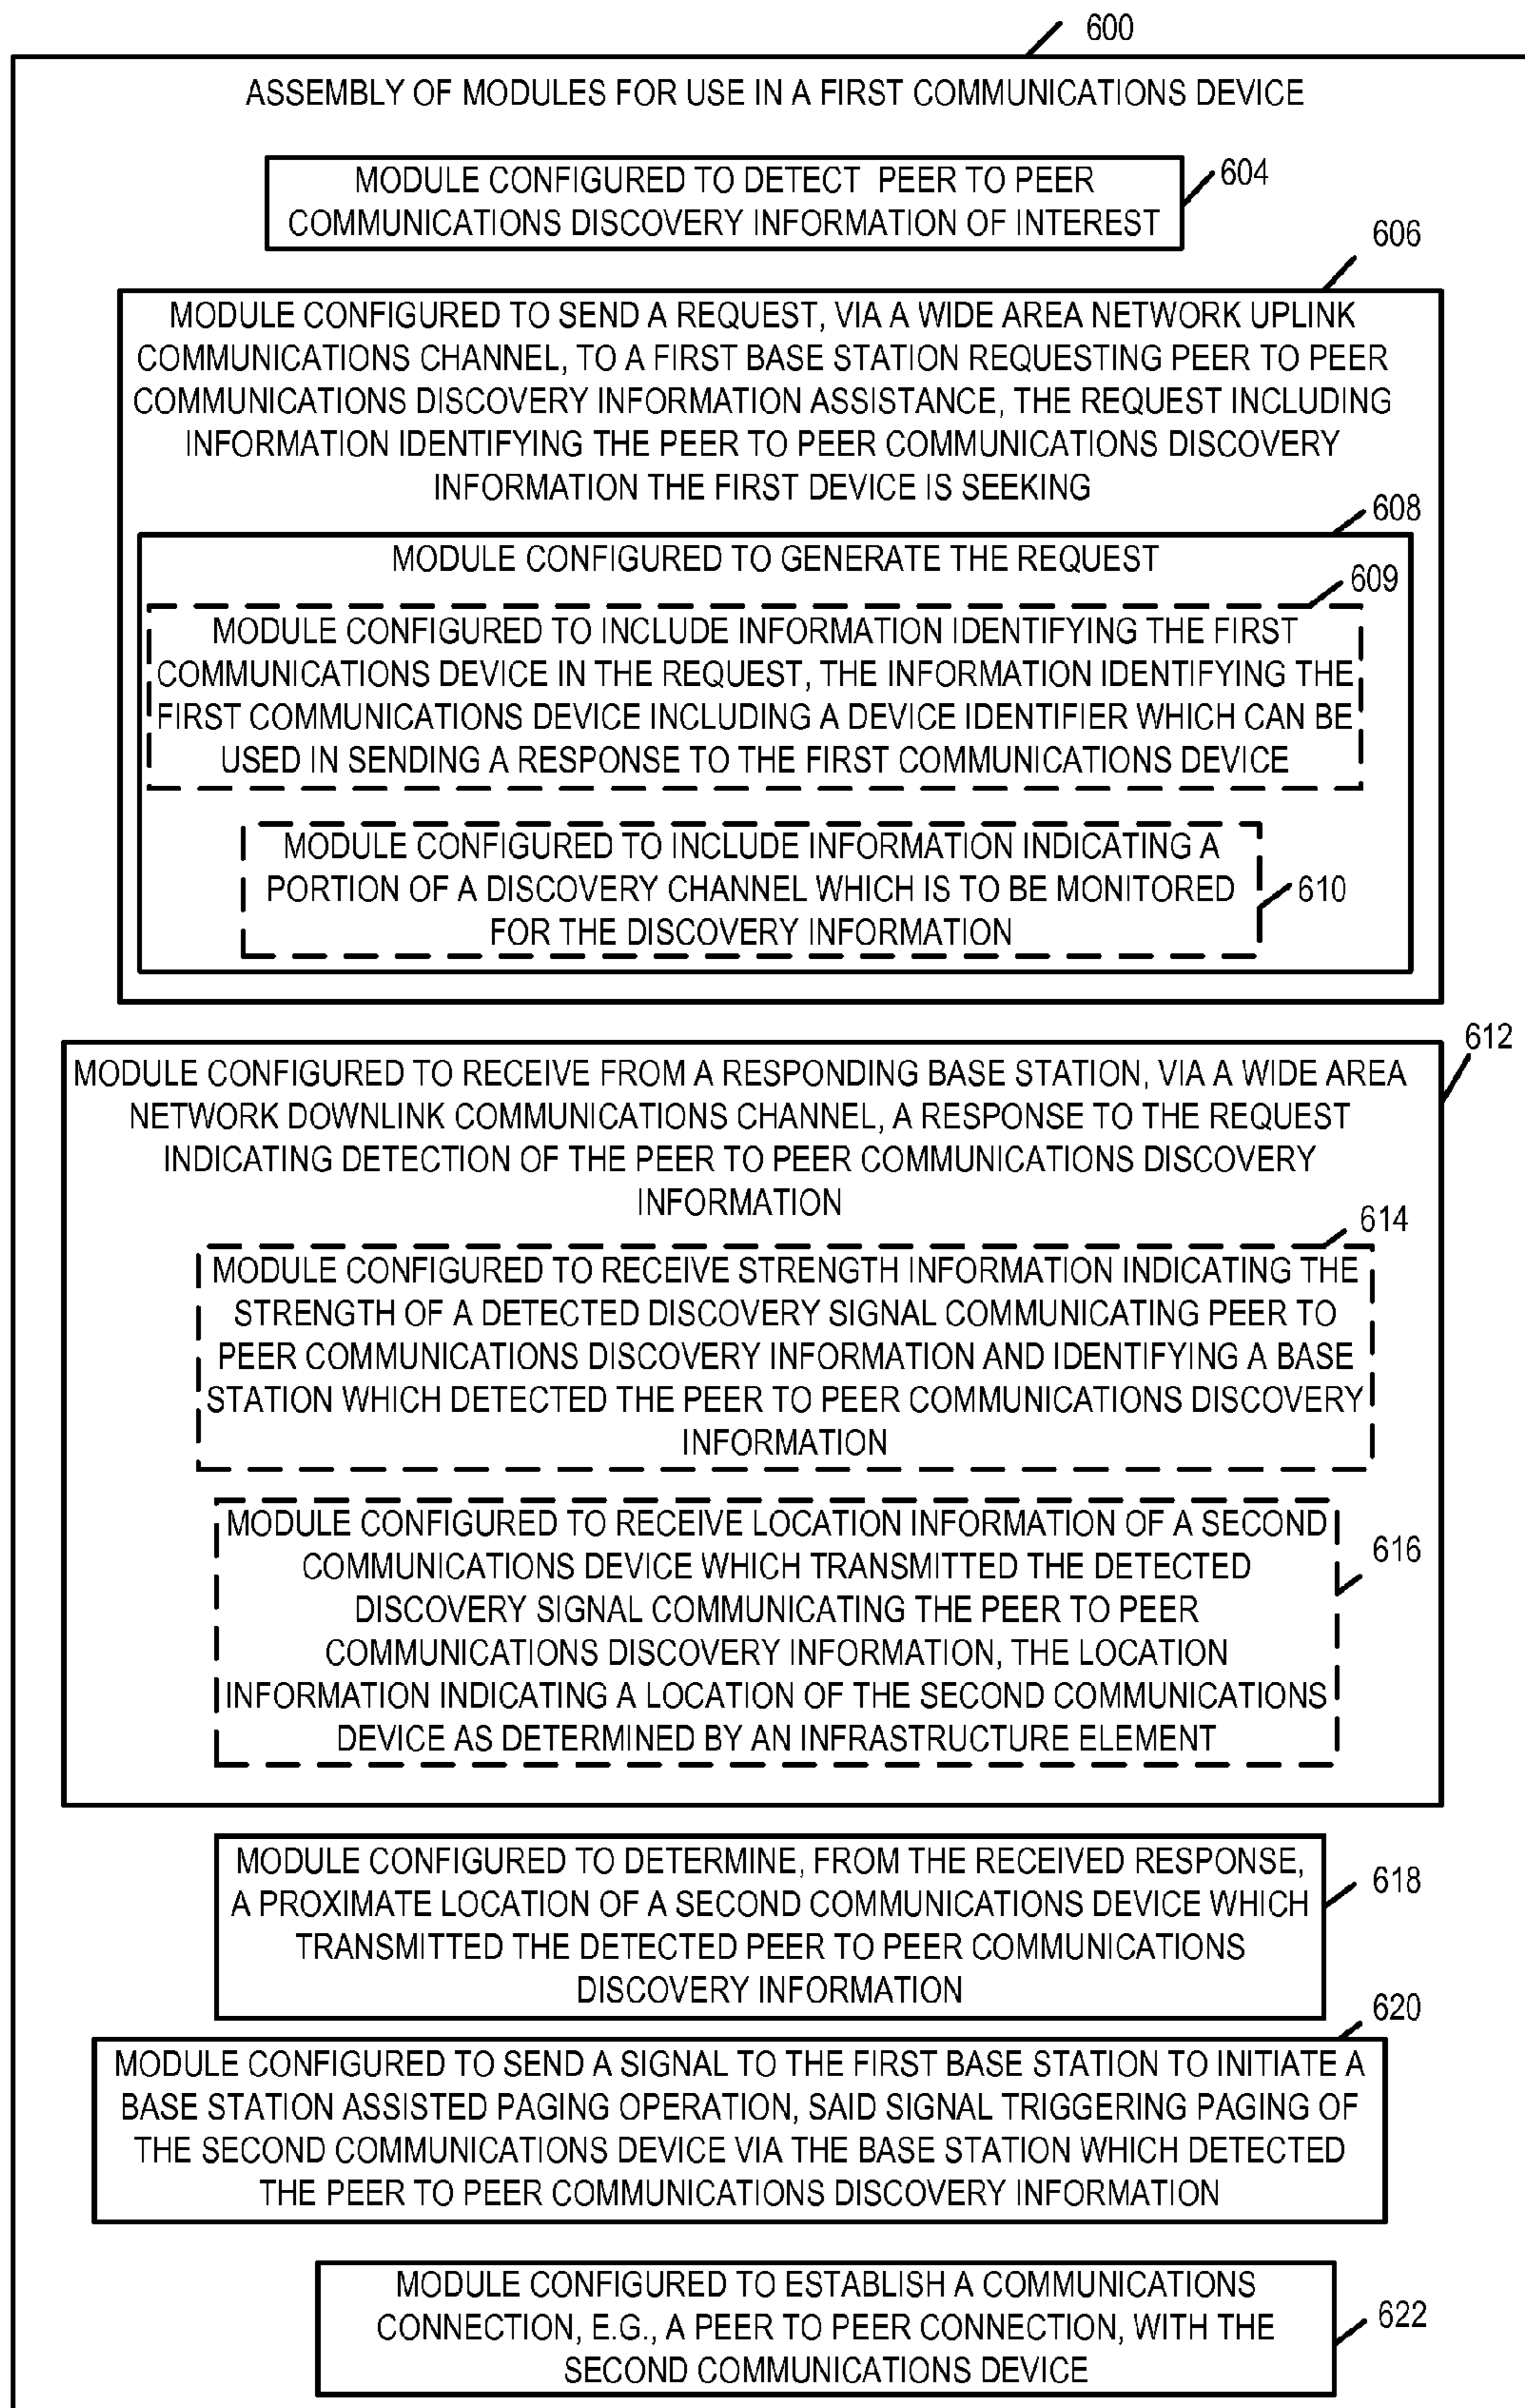 600
ASSEMBLY OF MODULES FOR USE IN A FIRST COMMUNICATIONS DEVICE
MODULE CONFIGURED TO DETECT PEER TO PEER
COMMUNICATIONS DISCOVERY INFORMATION OF INTEREST
604
606
MODULE CONFIGURED TO SEND A REQUEST, VIA A WIDE AREA NETWORK UPLINK
COMMUNICATIONS CHANNEL, TO A FIRST BASE STATION REQUESTING PEER TO PEER
COMMUNICATIONS DISCOVERY INFORMATION ASSISTANCE, THE REQUEST INCLUDING
INFORMATION IDENTIFYING THE PEER TO PEER COMMUNICATIONS DISCOVERY
INFORMATION THE FIRST DEVICE IS SEEKING
608
MODULE CONFIGURED TO GENERATE THE REQUEST
609
MODULE CONFIGURED TO INCLUDE INFORMATION IDENTIFYING THE FIRST
COMMUNICATIONS DEVICE IN THE REQUEST, THE INFORMATION IDENTIFYING THE
FIRST COMMUNICATIONS DEVICE INCLUDING A DEVICE IDENTIFIER WHICH CAN BE
USED IN SENDING A RESPONSE TO THE FIRST COMMUNICATIONS DEVICE
MODULE CONFIGURED TO INCLUDE INFORMATION INDICATING A
PORTION OF A DISCOVERY CHANNEL WHICH IS TO BE MONITORED
FOR THE DISCOVERY INFORMATION
610
612
MODULE CONFIGURED TO RECEIVE FROM A RESPONDING BASE STATION, VIA A WIDE AREA
NETWORK DOWNLINK COMMUNICATIONS CHANNEL, A RESPONSE TO THE REQUEST
INDICATING DETECTION OF THE PEER TO PEER COMMUNICATIONS DISCOVERY
INFORMATION
614
MODULE CONFIGURED TO RECEIVE STRENGTH INFORMATION INDICATING THE
STRENGTH OF A DETECTED DISCOVERY SIGNAL COMMUNICATING PEER TO
PEER COMMUNICATIONS DISCOVERY INFORMATION AND IDENTIFYING A BASE
STATION WHICH DETECTED THE PEER TO PEER COMMUNICATIONS DISCOVERY
INFORMATION
MODULE CONFIGURED TO RECEIVE LOCATION INFORMATION OF A SECOND
COMMUNICATIONS DEVICE WHICH TRANSMITTED THE DETECTED
DISCOVERY SIGNAL COMMUNICATING THE PEER TO PEER
COMMUNICATIONS DISCOVERY INFORMATION, THE LOCATION
INFORMATION INDICATING A LOCATION OF THE SECOND COMMUNICATIONS
DEVICE AS DETERMINED BY AN INFRASTRUCTURE ELEMENT
616
MODULE CONFIGURED TO DETERMINE, FROM THE RECEIVED RESPONSE,
A PROXIMATE LOCATION OF A SECOND COMMUNICATIONS DEVICE WHICH
TRANSMITTED THE DETECTED PEER TO PEER COMMUNICATIONS
DISCOVERY INFORMATION
618
620
MODULE CONFIGURED TO SEND A SIGNAL TO THE FIRST BASE STATION TO INITIATE A
BASE STATION ASSISTED PAGING OPERATION, SAID SIGNAL TRIGGERING PAGING OF
THE SECOND COMMUNICATIONS DEVICE VIA THE BASE STATION WHICH DETECTED
THE PEER TO PEER COMMUNICATIONS DISCOVERY INFORMATION
MODULE CONFIGURED TO ESTABLISH A COMMUNICATIONS
CONNECTION, E.G., A PEER TO PEER CONNECTION, WITH THE
SECOND COMMUNICATIONS DEVICE
622